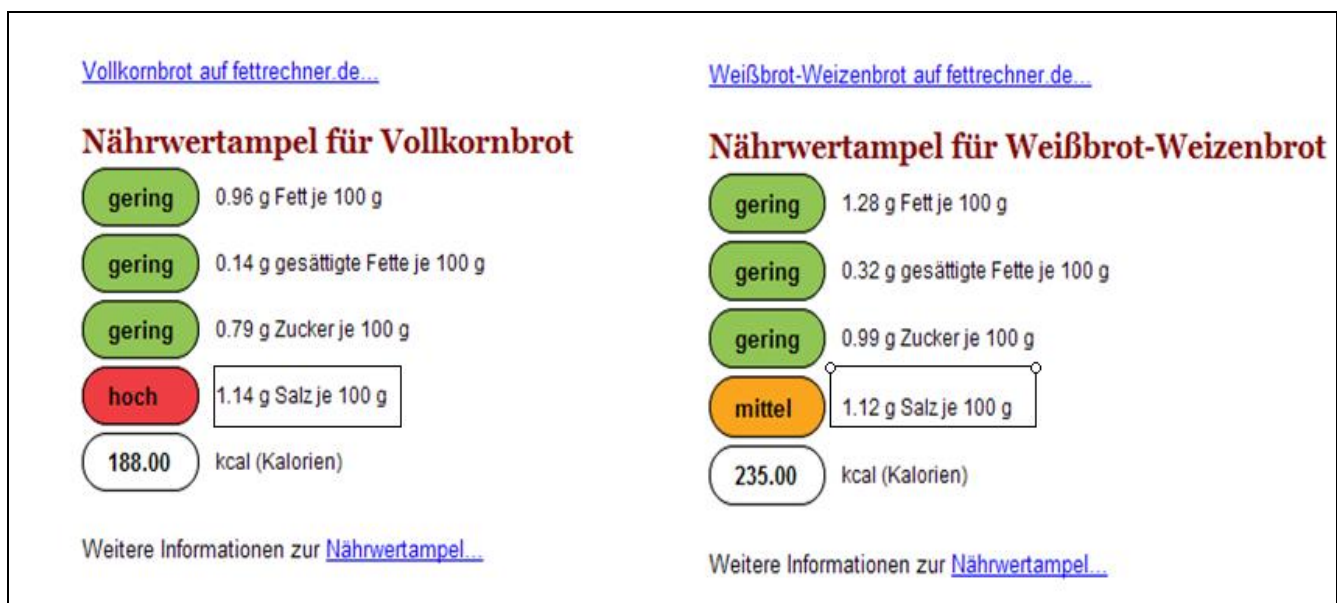 Vollkornbrot auf fettrechner.de...
Nährwertampel für Vollkornbrot
gering 0.96 g Fett je 100 g
gering 0.14 g gesättigte Fette je 100 g
gering 0.79 g Zucker je 100 g
hoch 1.14 g Salz je 100 g
188.00 kcal (Kalorien)
Weitere Informationen zur Nährwertampel...
Weißbrot-Weizenbrot auf fettrechner.de...
Nährwertampel für Weißbrot-Weizenbrot
gering 1.28 g Fett je 100 g
gering 0.32 g gesättigte Fette je 100 g
gering 0.99 g Zucker je 100 g
mittel 1.12 g Salz je 100 g
235.00 kcal (Kalorien)
Weitere Informationen zur Nährwertampel...